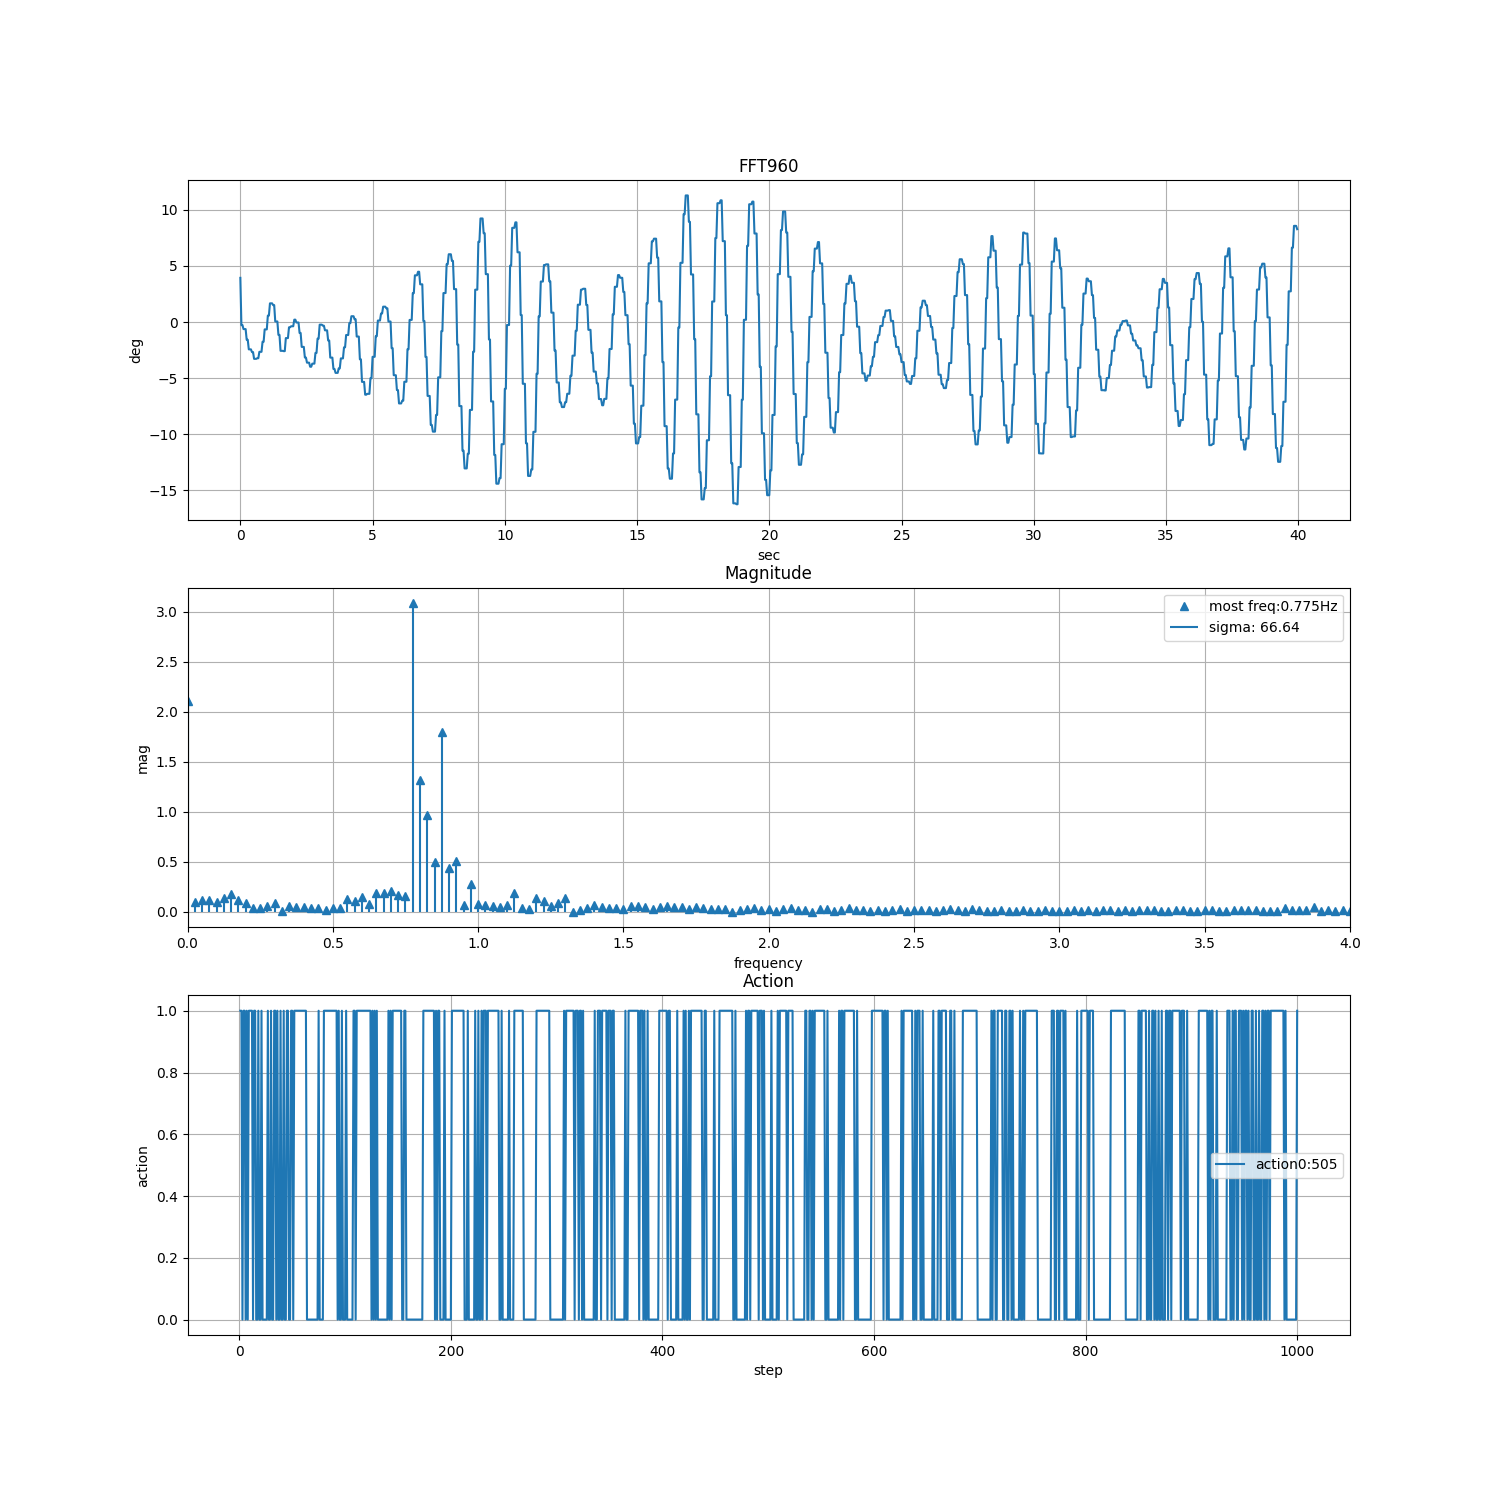 FFT960
10
5
0
−5
−10
−15
deg
0 5 10 15 20 25 30 35 40
sec
Magnitude
most freq:0.775Hz
sigma: 66.64
3.0
2.5
2.0
1.5
1.0
0.5
0.0
mag
0.0 0.5 1.0 1.5 2.0 2.5 3.0 3.5 4.0
frequency
Action
1.0
0.8
0.6
0.4
0.2
0.0
action
action0:505
0 200 400 600 800 1000
step